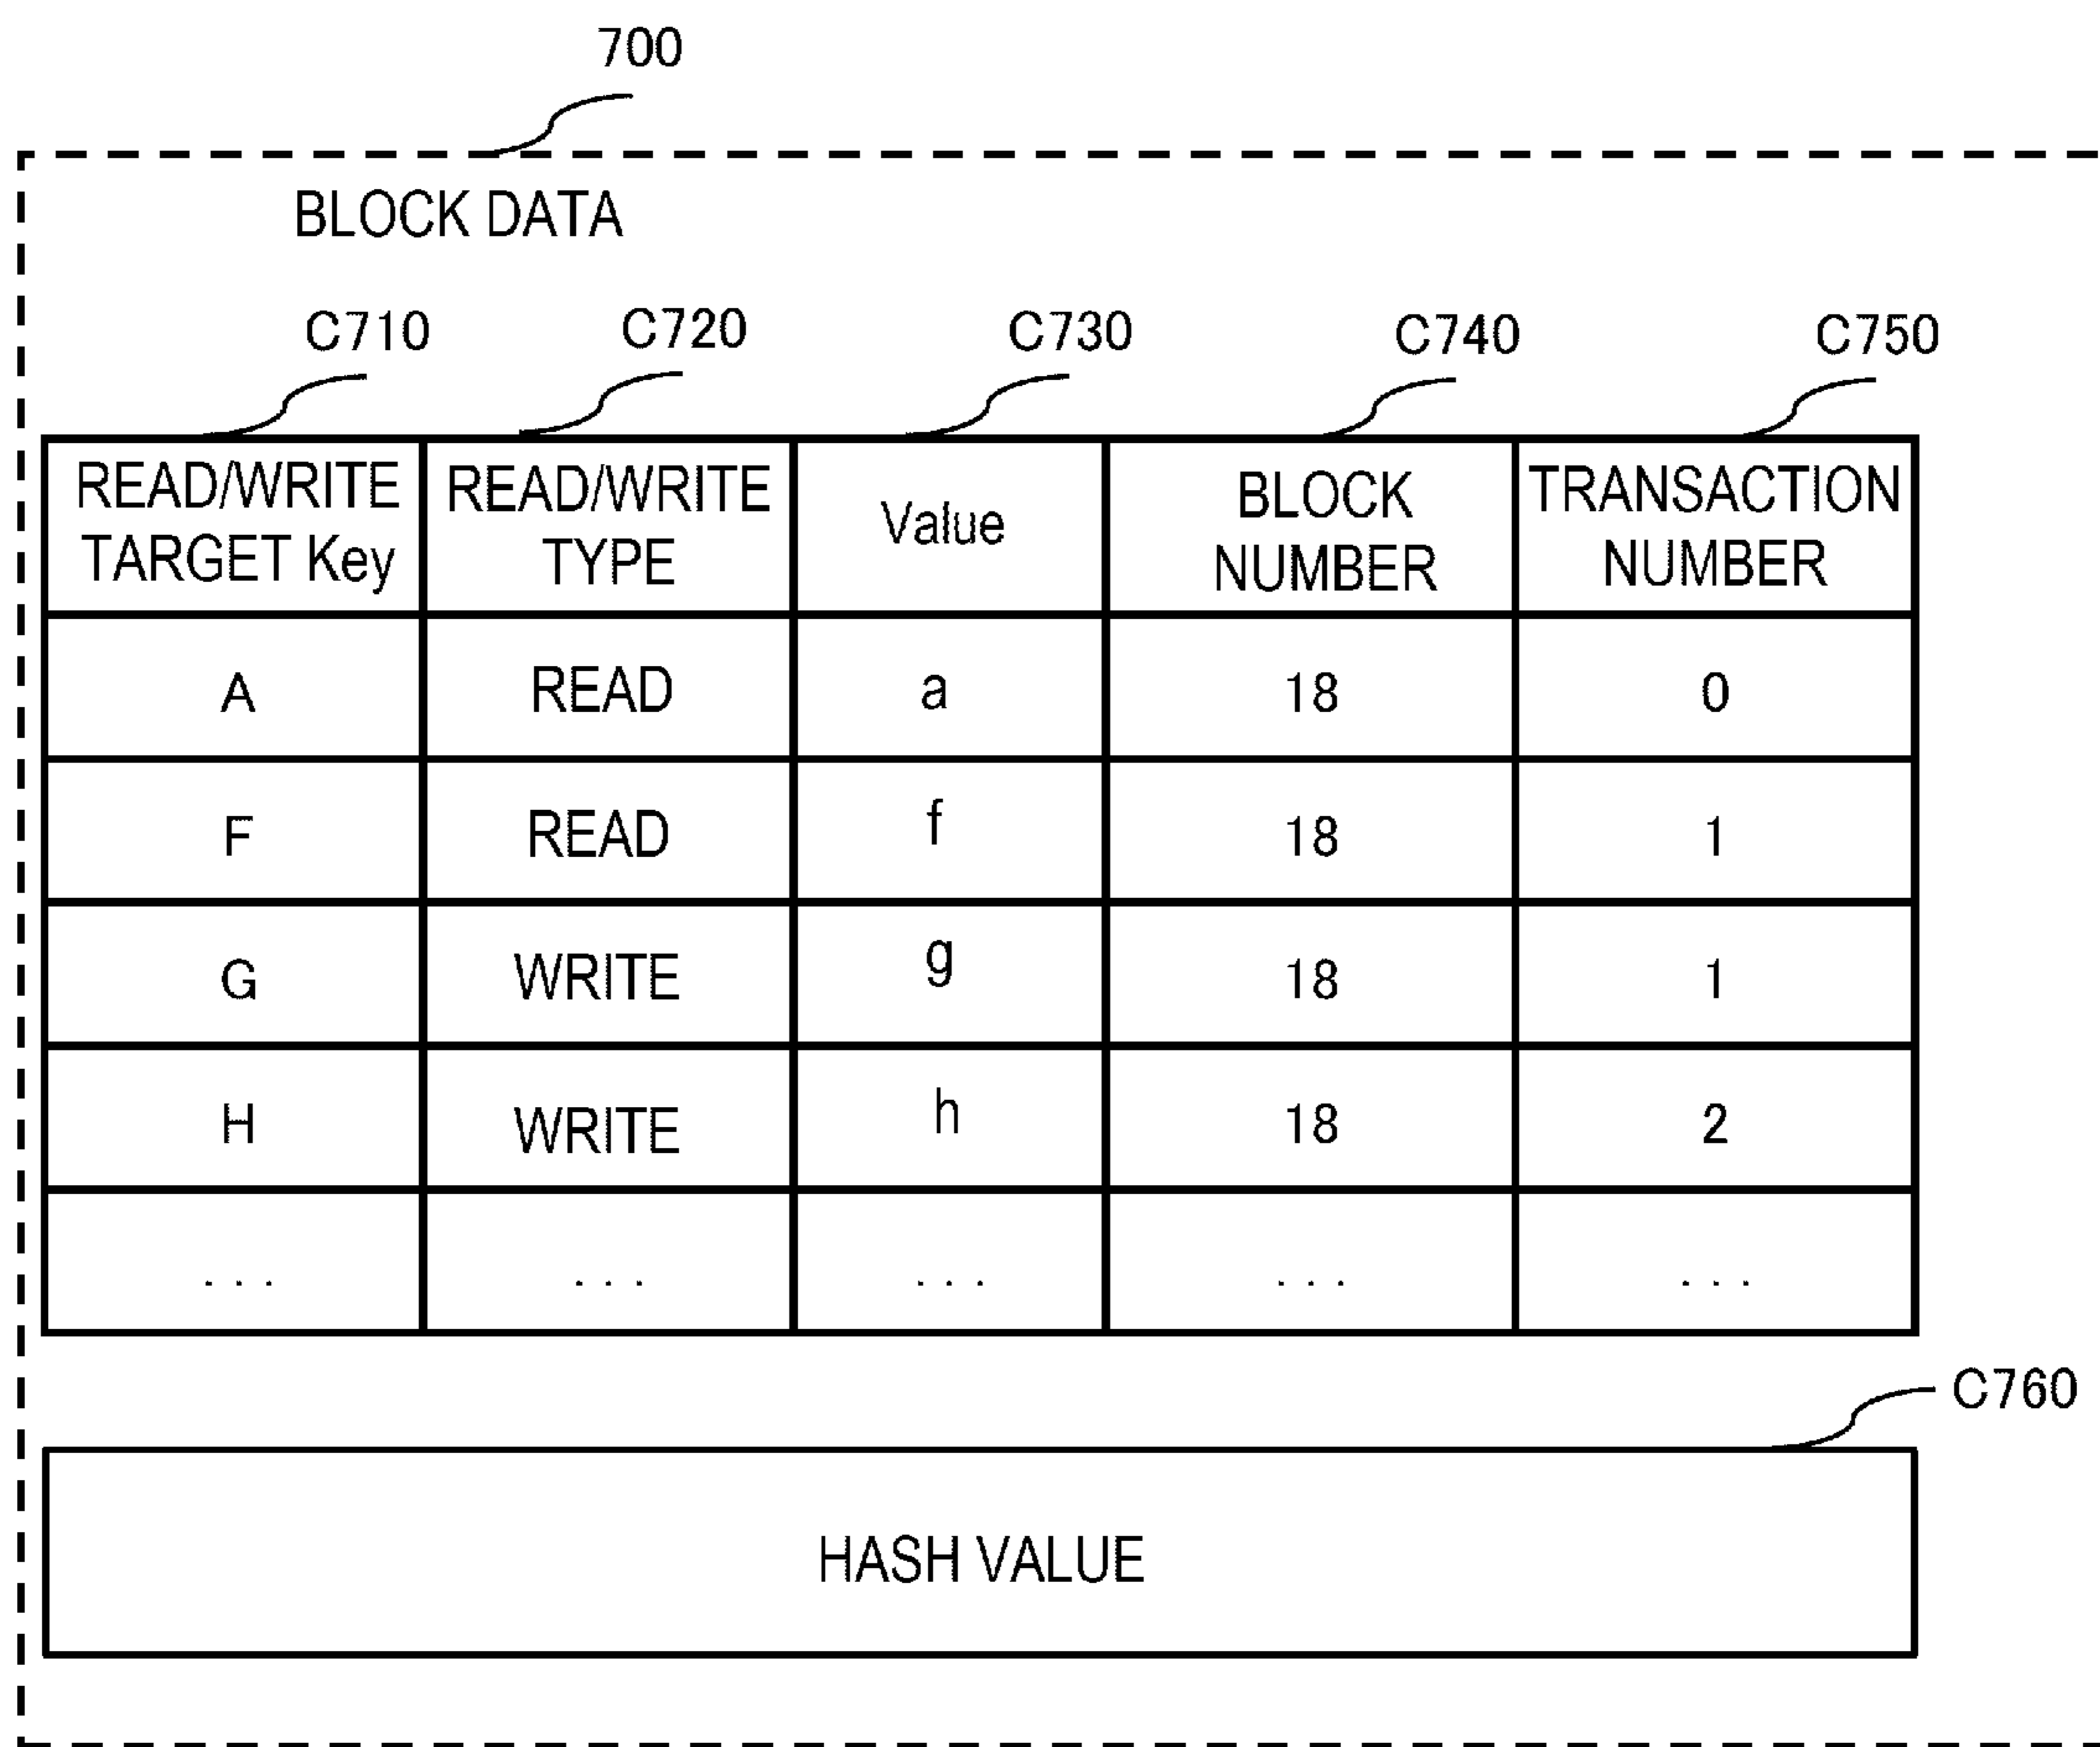 700
BLOCK DATA
C710 C720 C730 C740 C750
READ/WRITE TARGET Key READ/WRITE TYPE Value BLOCK NUMBER TRANSACTION NUMBER
A READ a 18 0
F READ f 18 1
G WRITE g 18 1
H WRITE h 18 2
... ... ... ... ...
C760
HASH VALUE